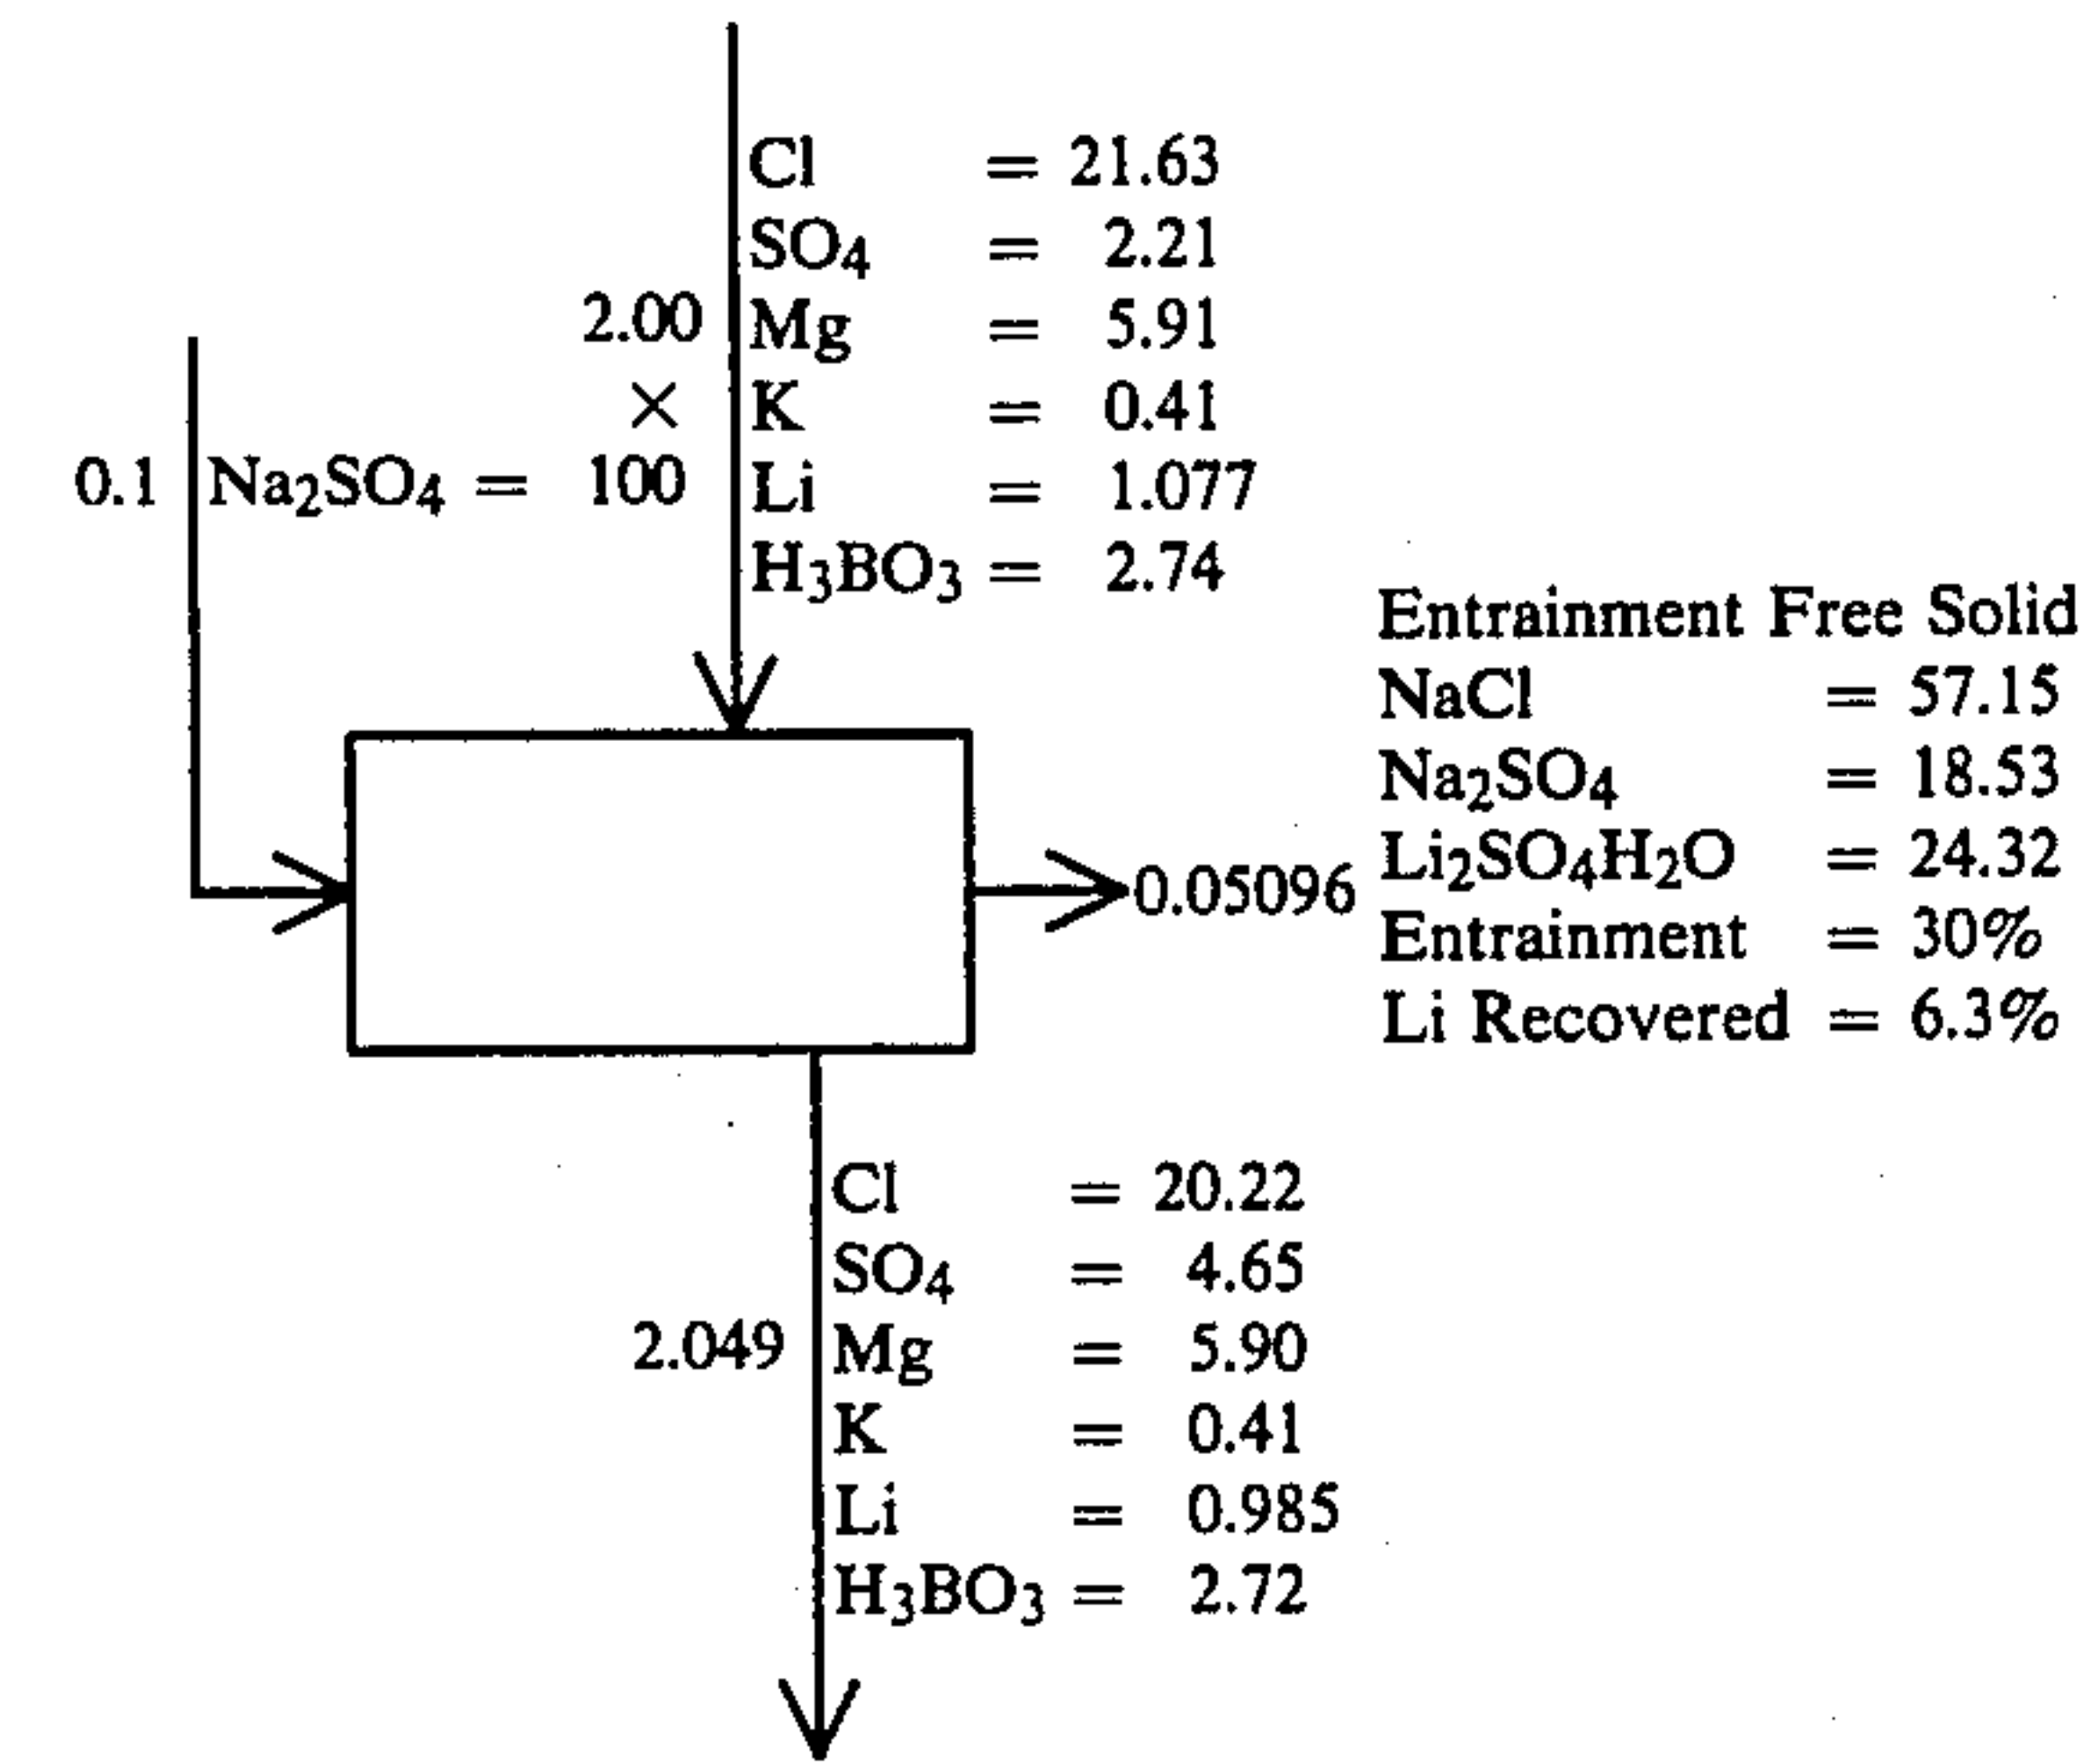 Cl = 21.63
SO₄ = 2.21
2.00 Mg = 5.91
× K = 0.41
0.1 Na₂SO₄ = 100 Li = 1.077
H₃BO₃ = 2.74
Entrainment Free Solid
NaCl = 57.15
Na₂SO₄ = 18.53
0.05096 Li₂SO₄H₂O = 24.32
Entrainment = 30%
Li Recovered = 6.3%
Cl = 20.22
SO₄ = 4.65
2.049 Mg = 5.90
K = 0.41
Li = 0.985
H₃BO₃ = 2.72